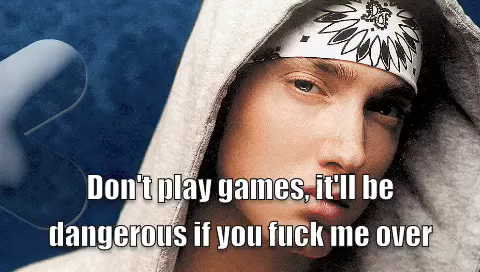 Don't play games, it'll be
dangerous if you fuck me over